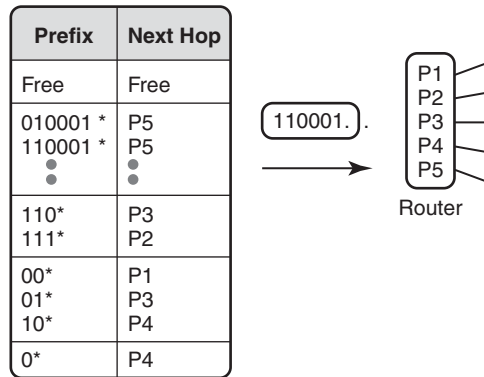 Prefix Next Hop
Free Free
010001 * P5
110001 * P5
110* P3
111* P2
00* P1
01* P3
10* P4
0* P4
110001. .
P1
P2
P3
P4
P5
Router